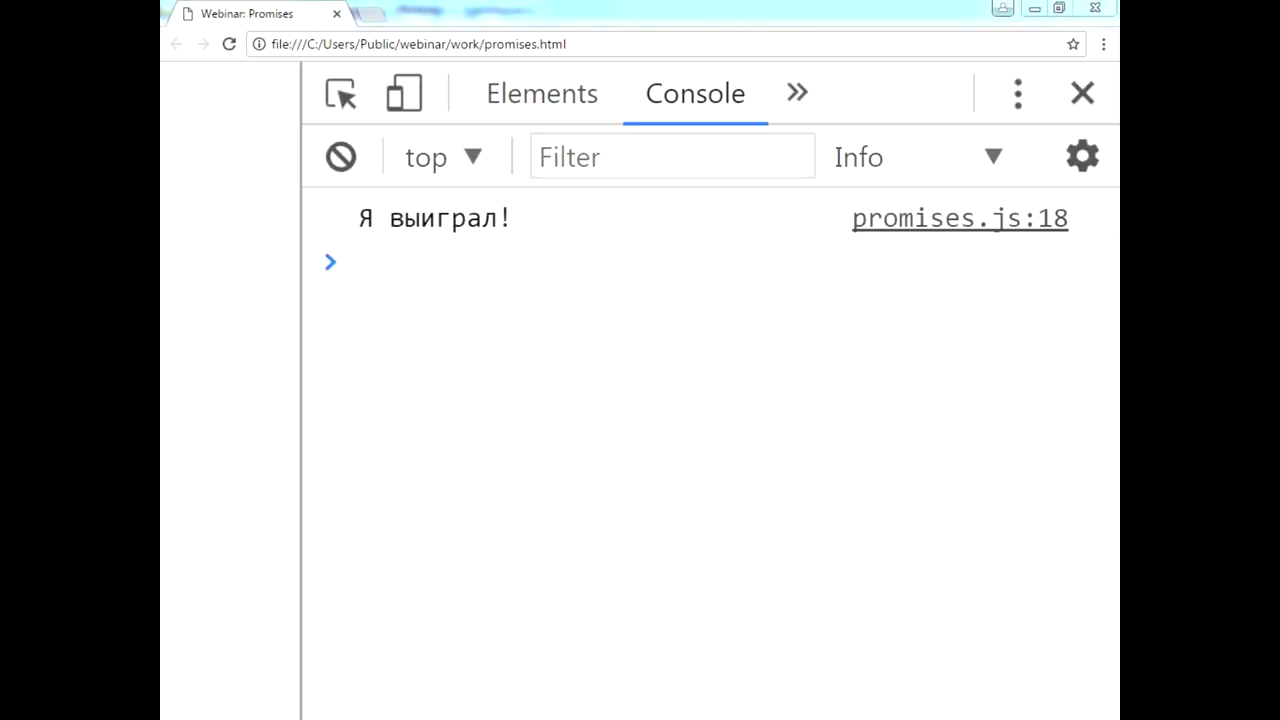 Webinar: Promises
file:///C:/Users/Public/webinar/work/promises.html
Elements Console
top Filter Info
Я выиграл! promises.js:18